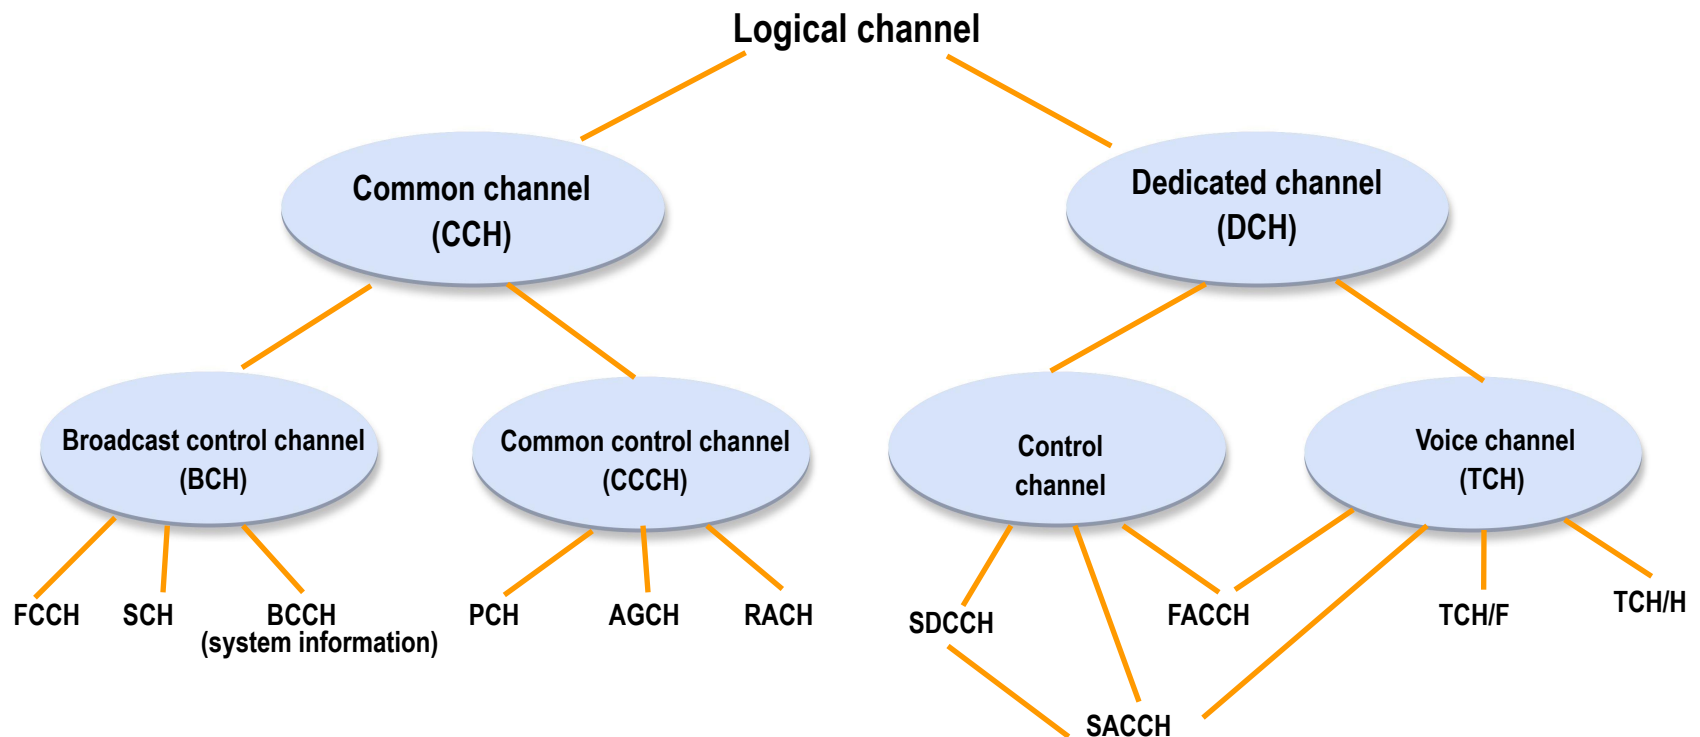 Logical channel
Common channel
(CCH)
Dedicated channel
(DCH)
Broadcast control channel
(BCH)
Common control channel
(CCCH)
Control
channel
Voice channel
(TCH)
FCCH
SCH
BCCH
(system information)
PCH
AGCH
RACH
SDCCH
FACCH
TCH/F
TCH/H
SACCH